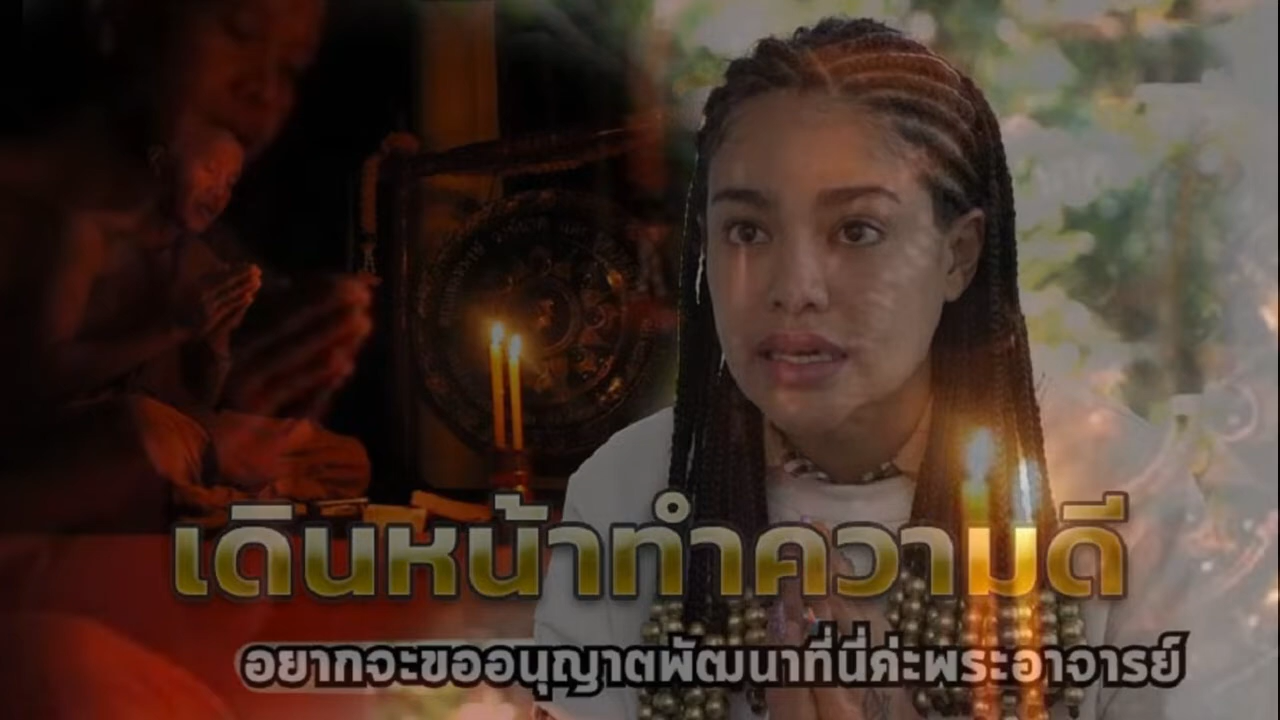 เดินหน้าทำความดี
อยากจะขออนุญาตพัฒนาที่นี่ค่ะพระอาจารย์